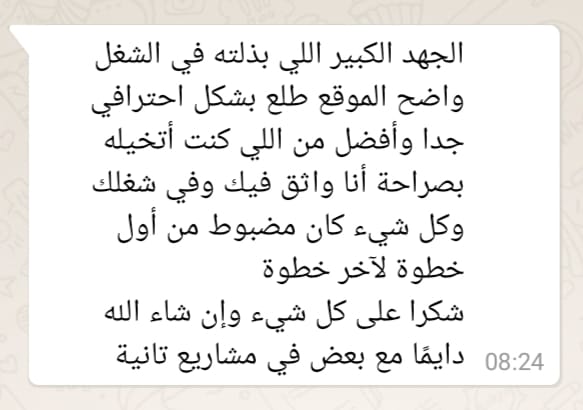 الجهد الكبير اللي بذلته في الشغل
واضح الموقع طلع بشكل احترافي
جدا وأفضل من اللي كنت أتخيله
بصراحة أنا واثق فيك وفي شغلك
وكل شيء كان مضبوط من أول
خطوة لآخر خطوة
شكرا على كل شيء وإن شاء الله
دايمًا مع بعض في مشاريع تانية
08:24